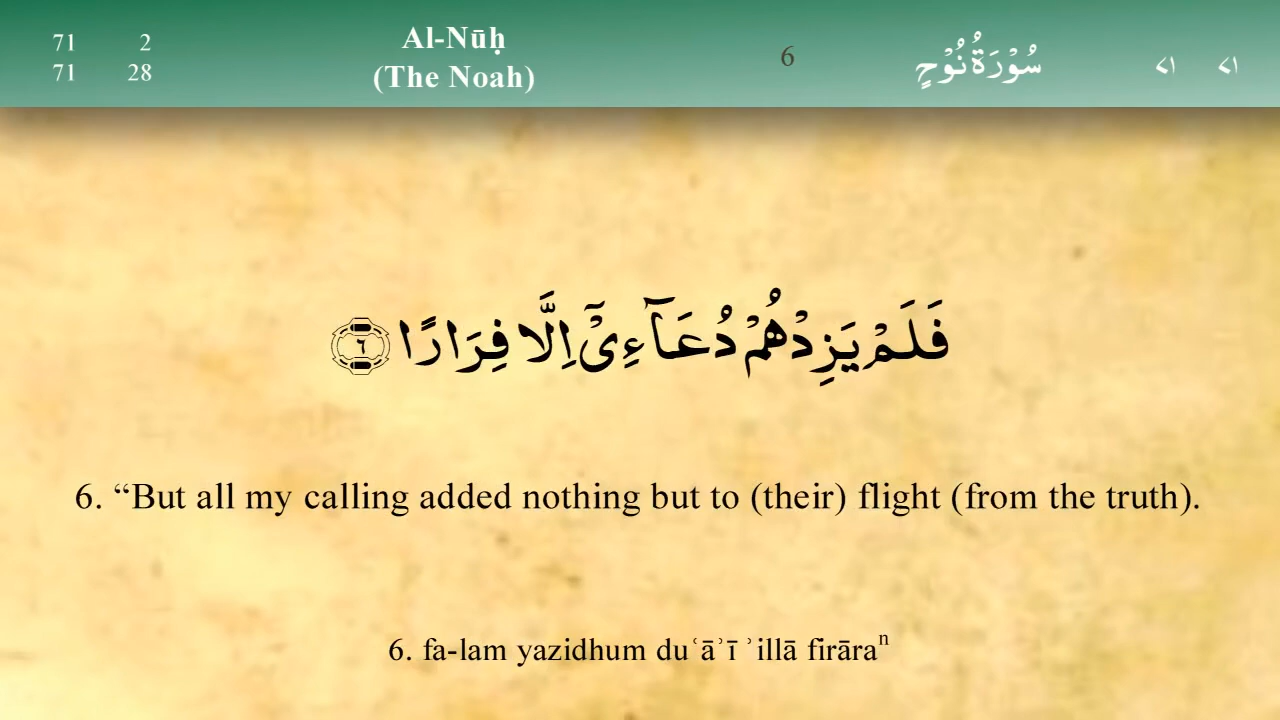 71 2
71 28
Al-Nūḥ
(The Noah)
6
سُوْرَةُ نُوْحٍ
٧١ ٧١
فَلَمْ يَزِدْهُمْ دُعَآءِیْۤ اِلَّا فِرَارًا ٦
6. “But all my calling added nothing but to (their) flight (from the truth).
6. fa-lam yazidhum duʿāʾī ʾillā firāraⁿ